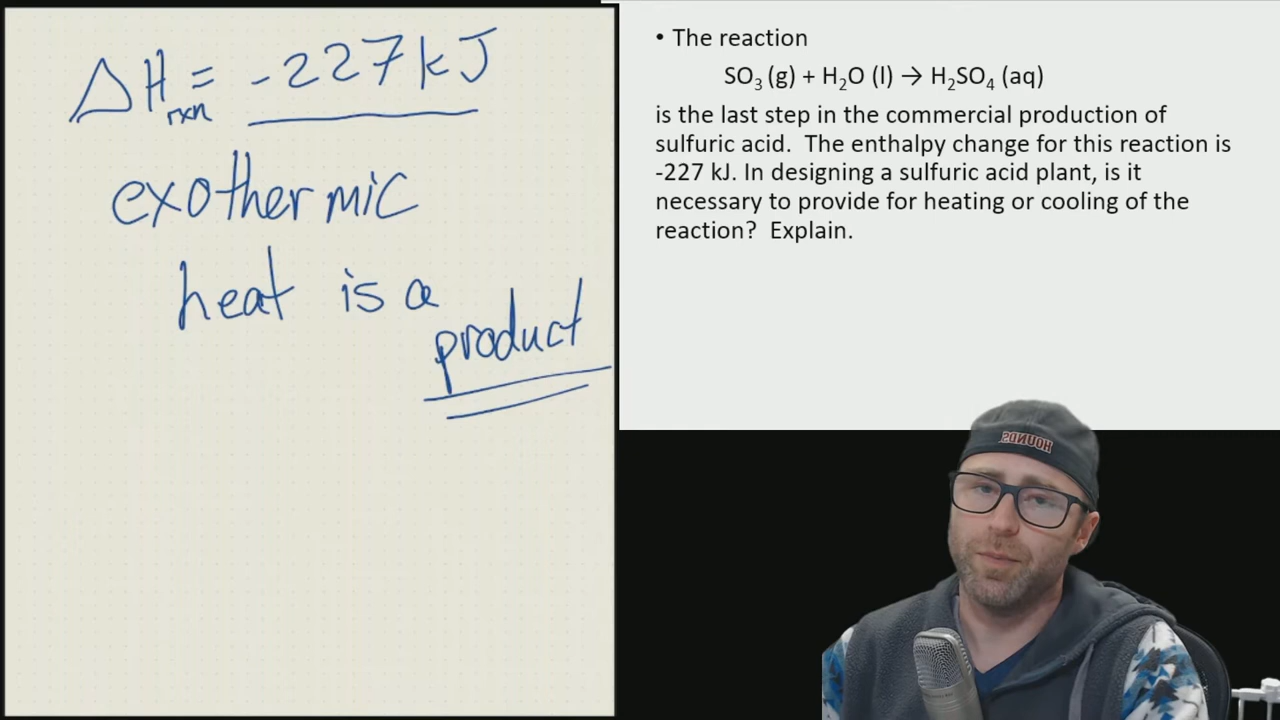 ΔHrxn = -227 kJ
exothermic
heat is a
product
• The reaction
SO₃ (g) + H₂O (l) → H₂SO₄ (aq)
is the last step in the commercial production of
sulfuric acid. The enthalpy change for this reaction is
-227 kJ. In designing a sulfuric acid plant, is it
necessary to provide for heating or cooling of the
reaction? Explain.
HOUNDS